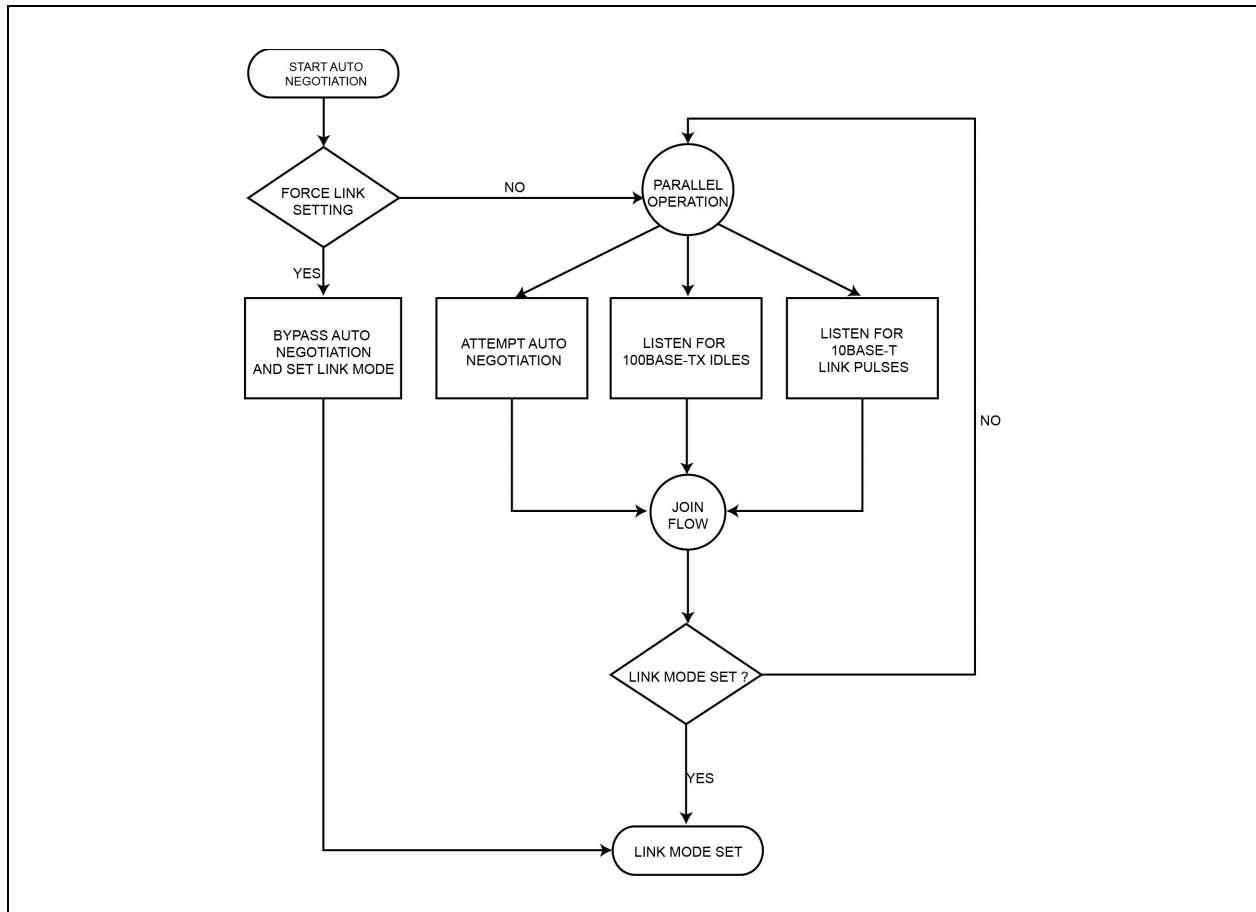 START AUTO
NEGOTIATION
FORCE LINK
SETTING
NO
PARALLEL
OPERATION
YES
BYPASS AUTO
NEGOTIATION
AND SET LINK MODE
ATTEMPT AUTO
NEGOTIATION
LISTEN FOR
100BASE-TX IDLES
LISTEN FOR
10BASE-T
LINK PULSES
NO
JOIN
FLOW
LINK MODE SET ?
YES
LINK MODE SET